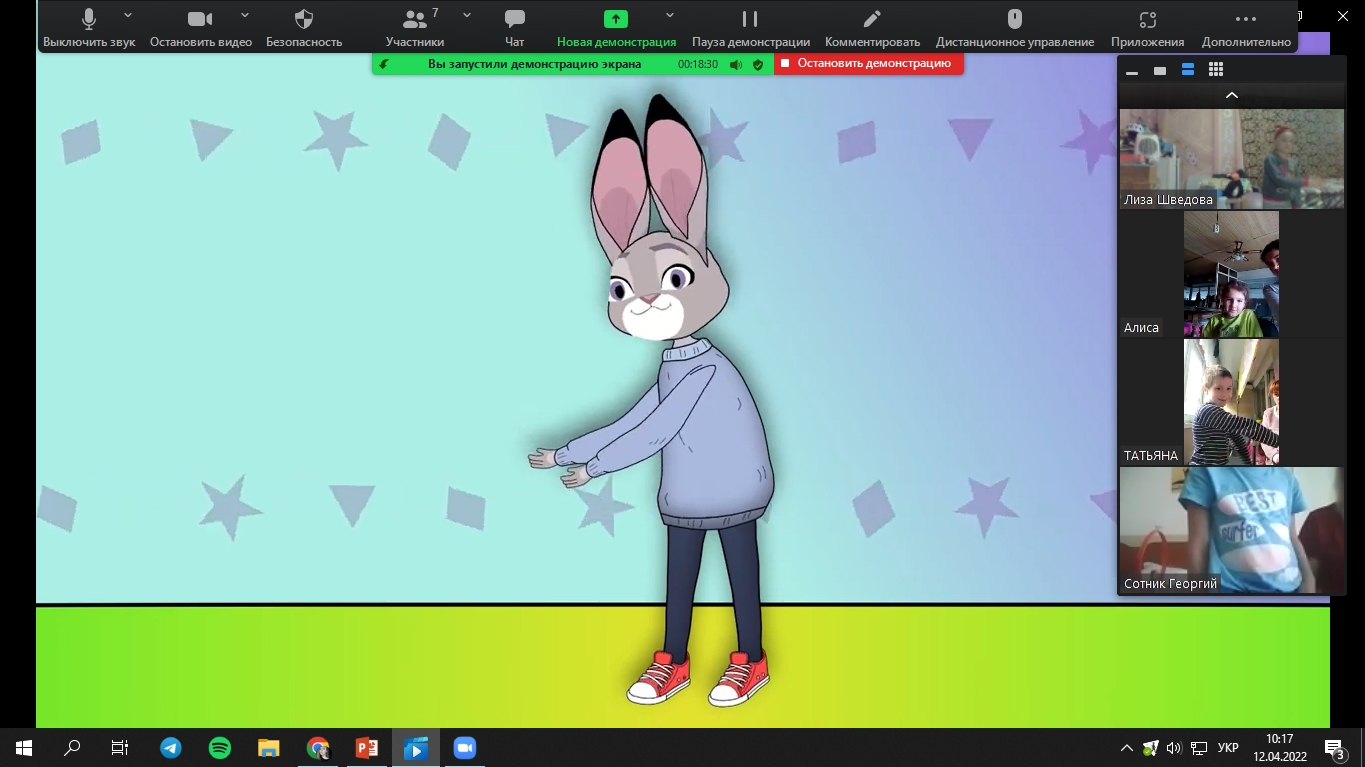 7
Выключить звук
Остановить видео
Безопасность
Участники
Чат
Новая демонстрация
Пауза демонстрации
Комментировать
Дистанционное управление
Приложения
Дополнительно
Вы запустили демонстрацию экрана
00:18:30
Остановить демонстрацию
Лиза Шведова
Алиса
ТАТЬЯНА
BEST
surfer
Сотник Георгий
УКР
10:17
12.04.2022
3